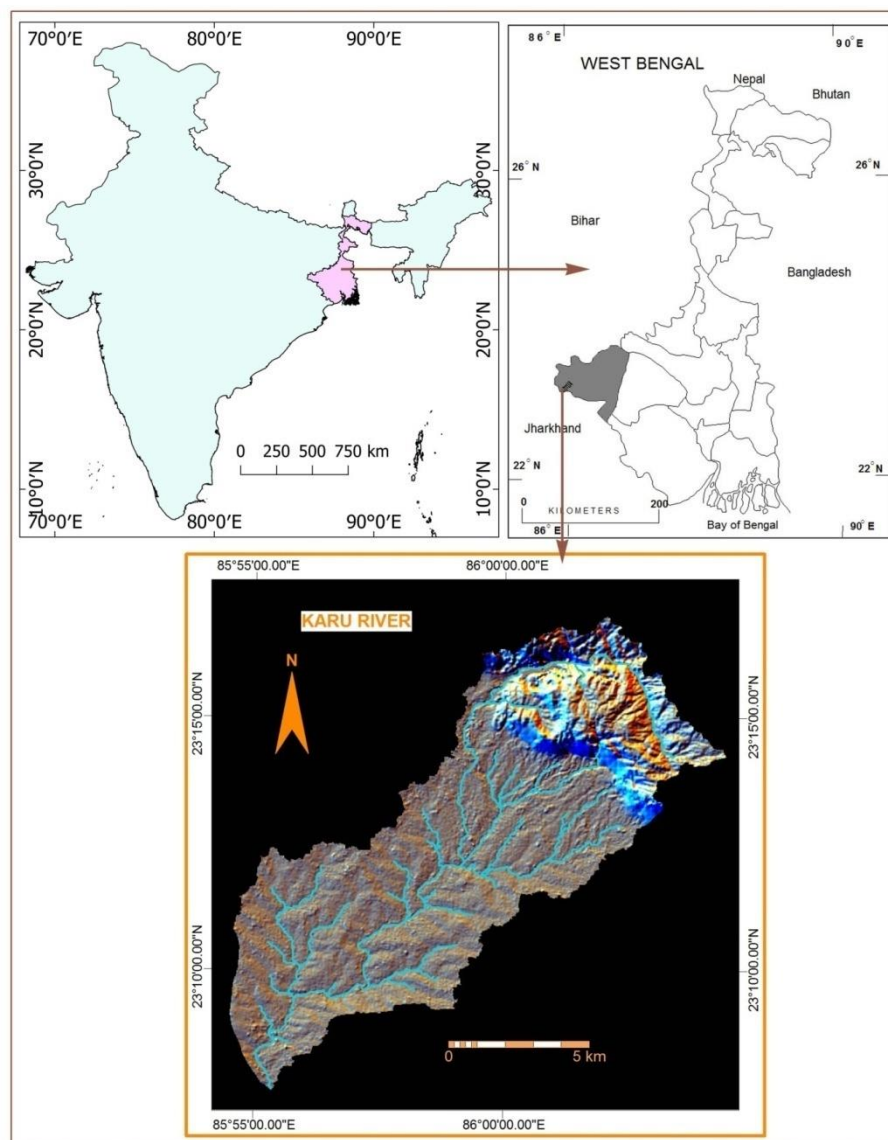 70°0′E 80°0′E 90°0′E
30°0′N
30°0′N
20°0′N
20°0′N
10°0′N
10°0′N
0 250 500 750 km
70°0′E 80°0′E 90°0′E
86°E
90°E
WEST BENGAL
Nepal
Bhutan
26°N
26°N
Bihar
Bangladesh
Jharkhand
22°N
22°N
0 200
KILOMETERS
Bay of Bengal
86°E
90°E
85°55'00.00"E 86°00'00.00"E
KARU RIVER
N
23°15'00.00"N
23°15'00.00"N
23°10'00.00"N
23°10'00.00"N
0 5 km
85°55'00.00"E 86°00'00.00"E